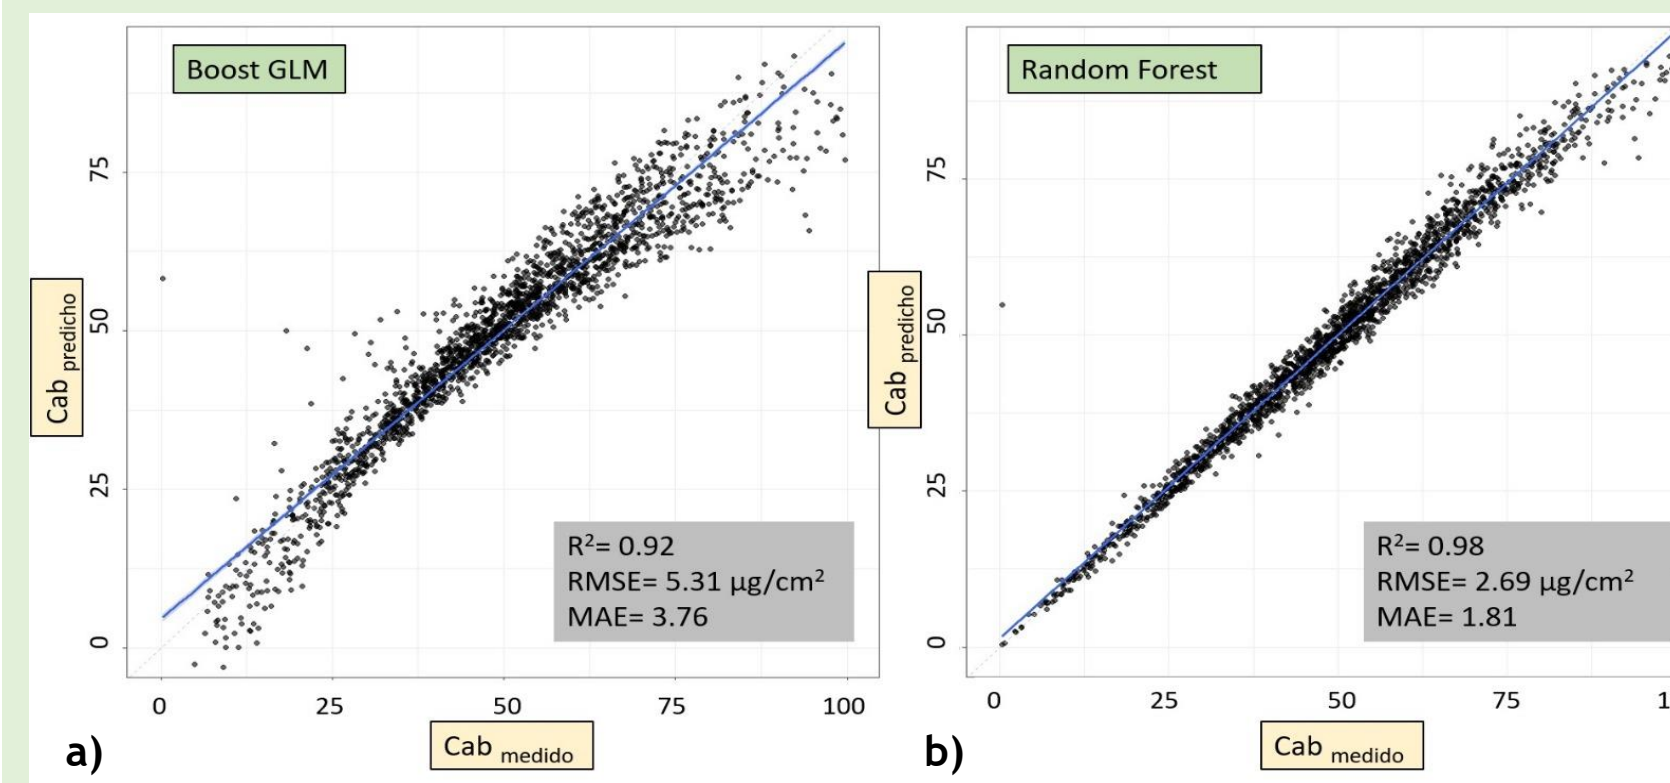 Boost GLM
75
50
25
0
Cab predicho
R²= 0.92
RMSE= 5.31 µg/cm²
MAE= 3.76
0 25 50 75 100
Cab medido
a)
Random Forest
75
50
25
0
Cab predicho
R²= 0.98
RMSE= 2.69 µg/cm²
MAE= 1.81
0 25 50 75 1
Cab medido
b)